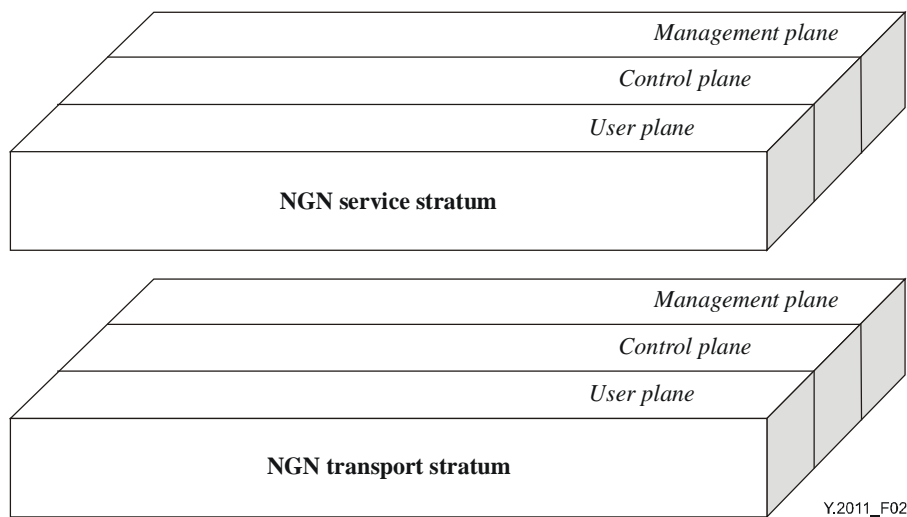 Management plane
Control plane
User plane
NGN service stratum
Management plane
Control plane
User plane
NGN transport stratum
Y.2011_F02